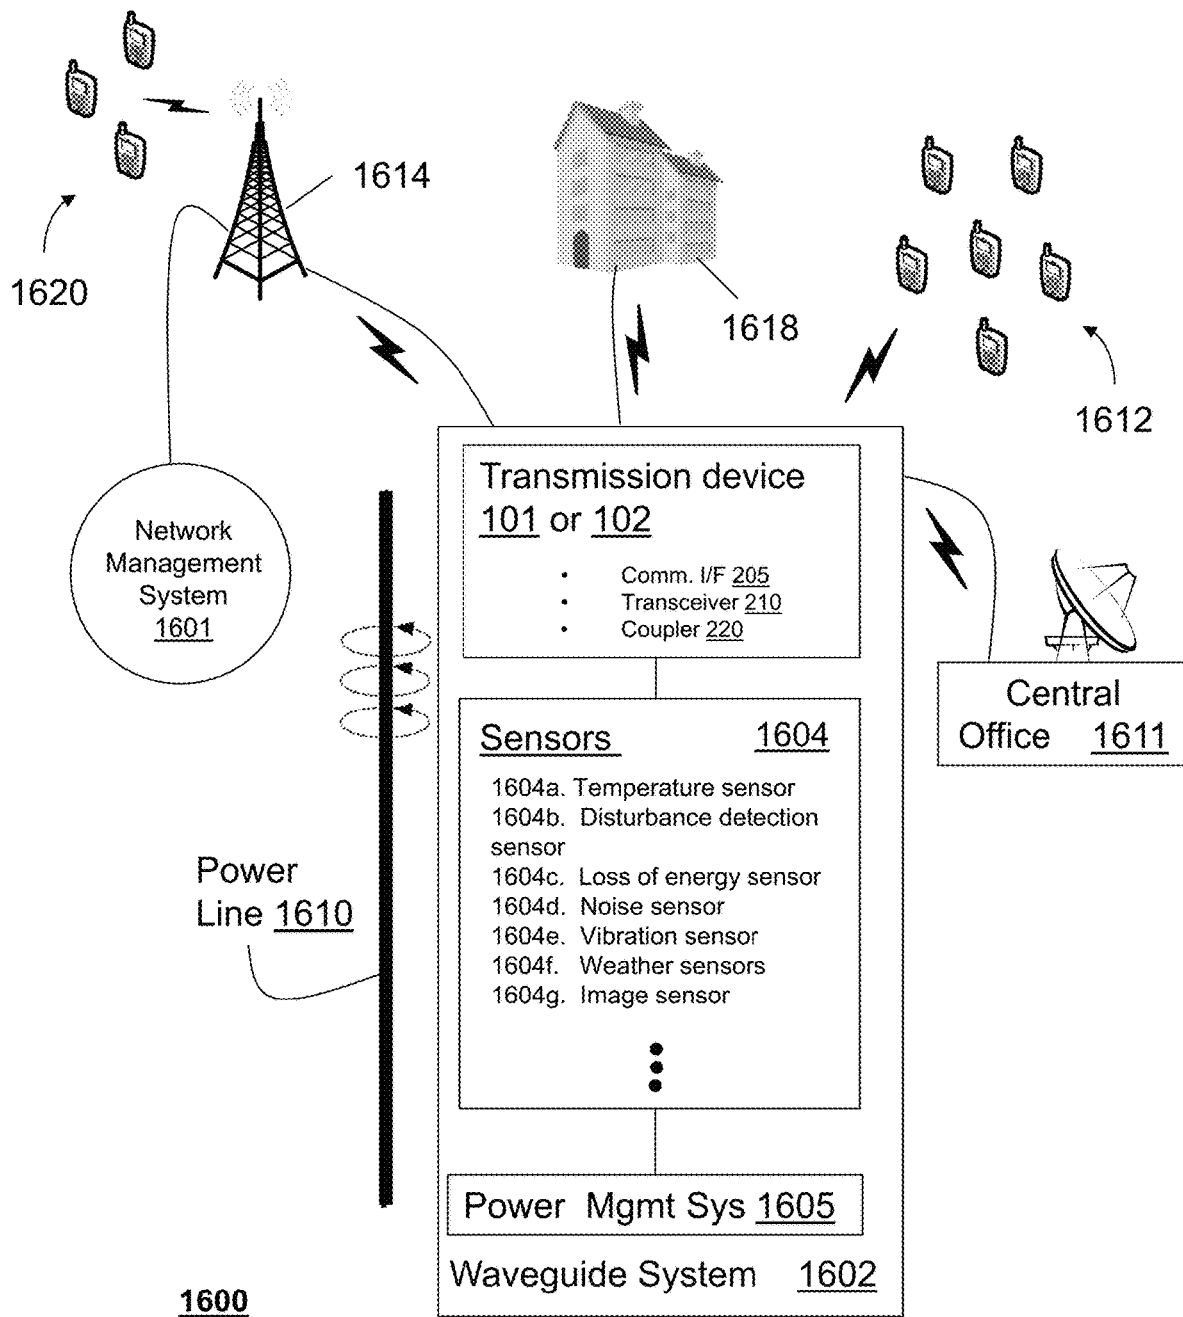 1614
1620
1618
1612
Network
Management
System
1601
Transmission device
101 or 102
• Comm. I/F 205
• Transceiver 210
• Coupler 220
Central
Office 1611
Sensors 1604
1604a. Temperature sensor
1604b. Disturbance detection
sensor
1604c. Loss of energy sensor
1604d. Noise sensor
1604e. Vibration sensor
1604f. Weather sensors
1604g. Image sensor
Power
Line 1610
Power Mgmt Sys 1605
Waveguide System 1602
1600